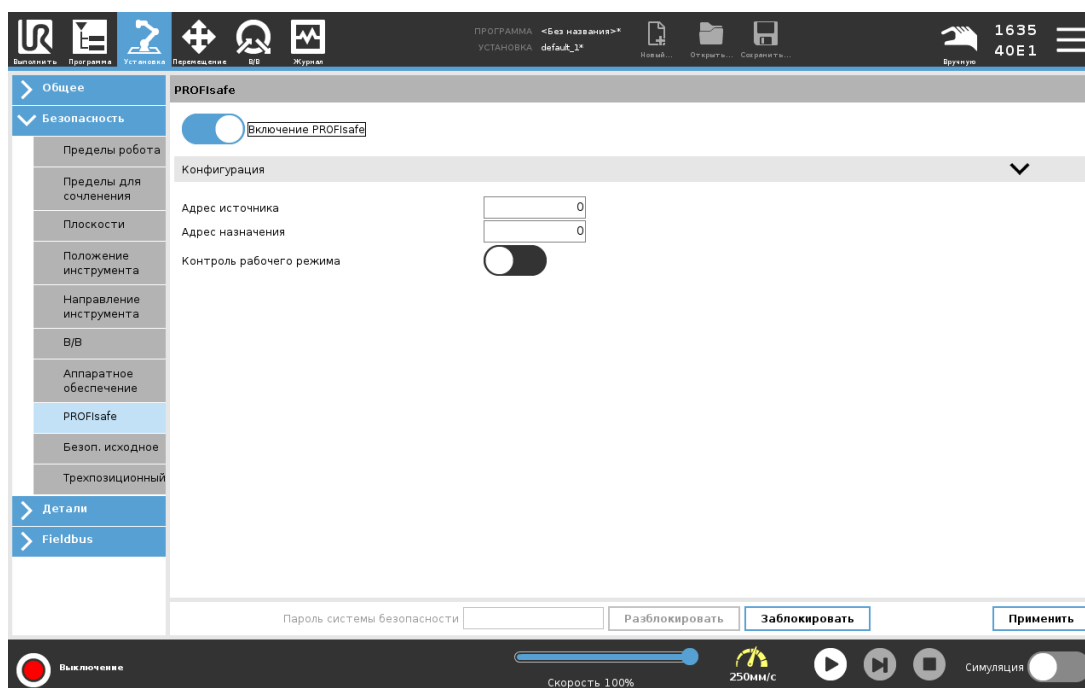 UR
Выполнить
Программа
Установка
Перемещение
В/В
Журнал
ПРОГРАММА <Без названия>*
УСТАНОВКА default_1*
Новый...
Открыть...
Сохранить...
Вручную
1635
40E1
Общее
Безопасность
Пределы робота
Пределы для
сочленения
Плоскости
Положение
инструмента
Направление
инструмента
В/В
Аппаратное
обеспечение
PROFIsafe
Безоп. исходное
Трехпозиционный
Детали
Fieldbus
PROFIsafe
Включение PROFIsafe
Конфигурация
Адрес источника 0
Адрес назначения 0
Контроль рабочего режима
Пароль системы безопасности
Разблокировать
Заблокировать
Применить
Выключение
Скорость 100%
250мм/с
Симуляция